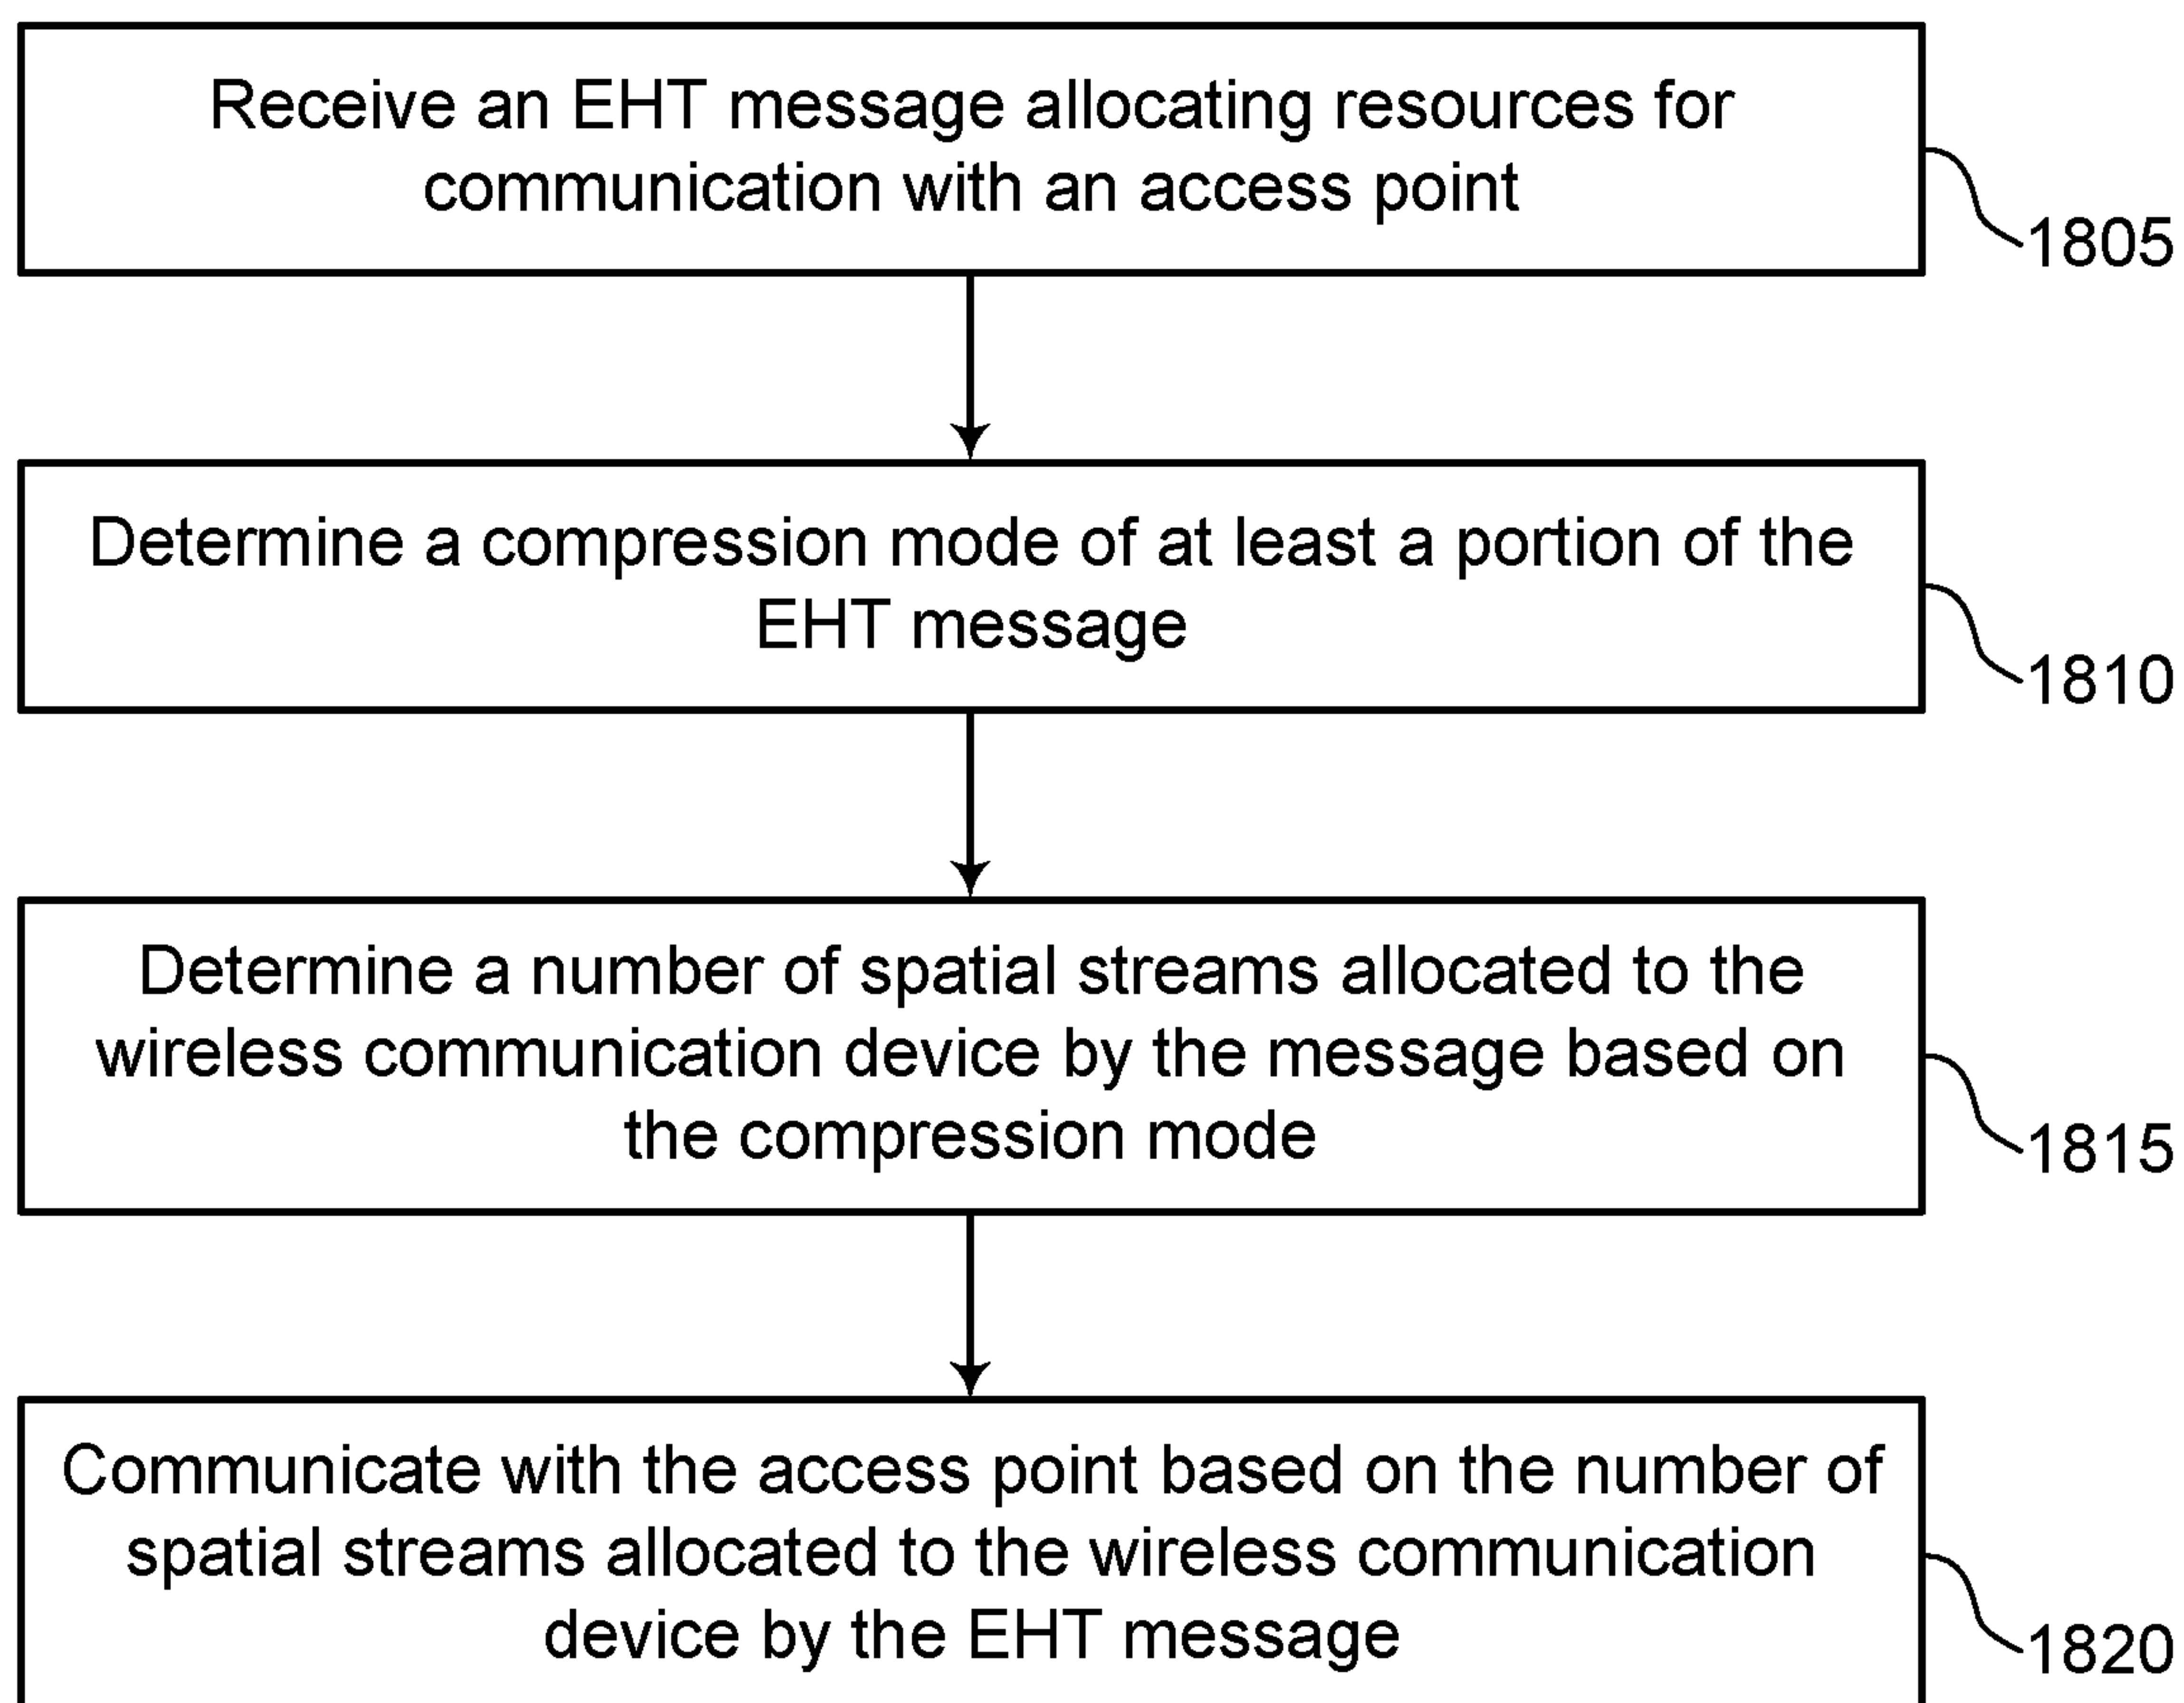 Receive an EHT message allocating resources for
communication with an access point
1805
Determine a compression mode of at least a portion of the
EHT message
1810
Determine a number of spatial streams allocated to the
wireless communication device by the message based on
the compression mode
1815
Communicate with the access point based on the number of
spatial streams allocated to the wireless communication
device by the EHT message
1820